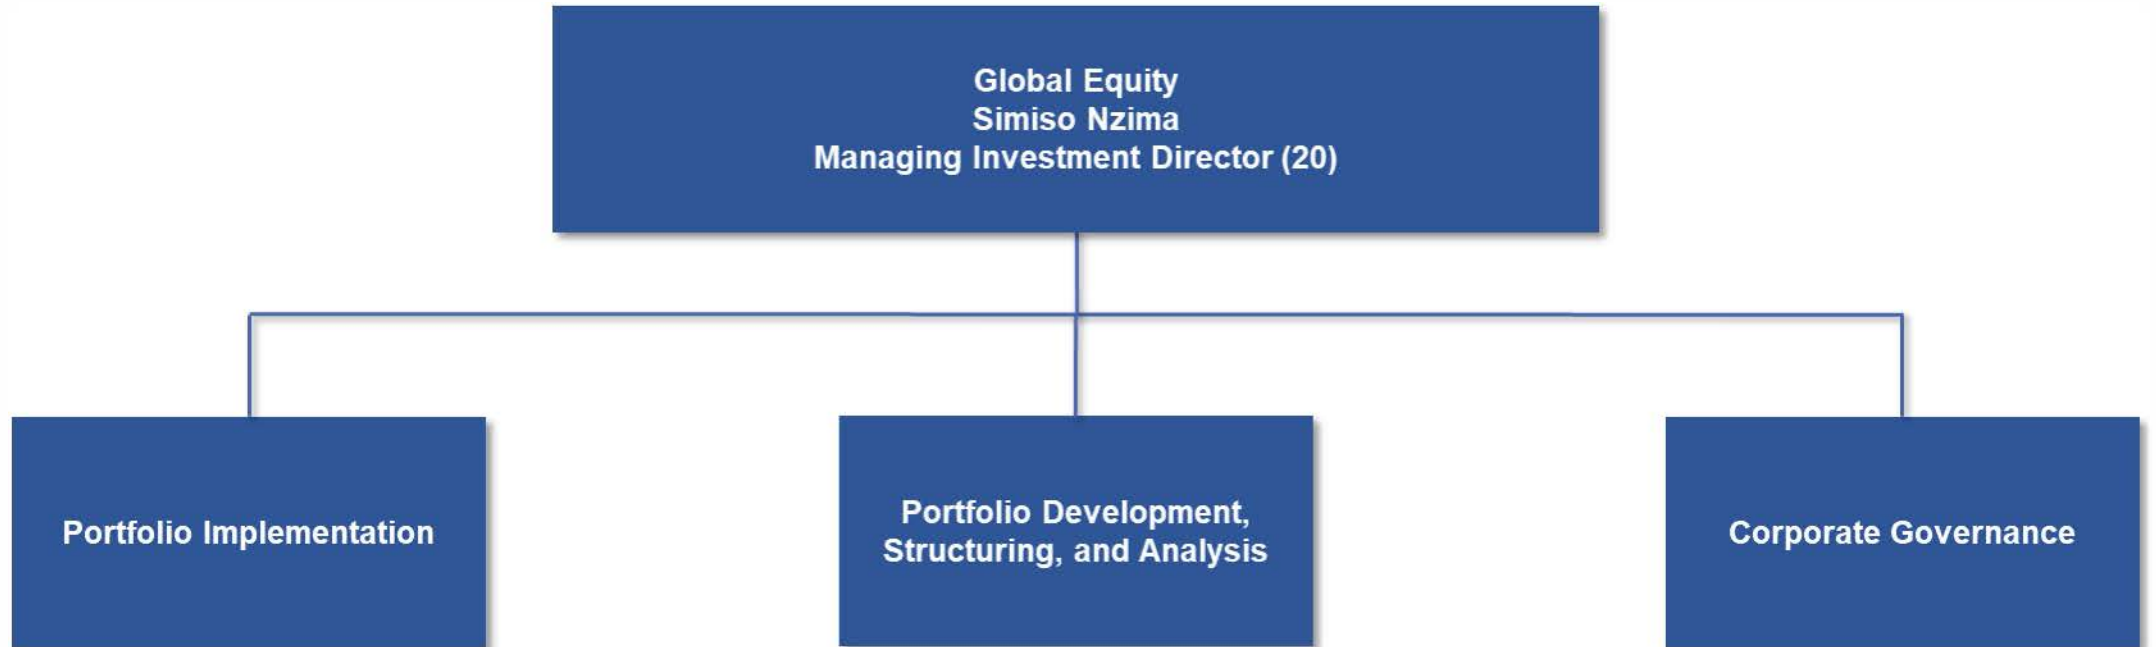 Global Equity
Simiso Nzima
Managing Investment Director (20)
Portfolio Implementation
Portfolio Development,
Structuring, and Analysis
Corporate Governance